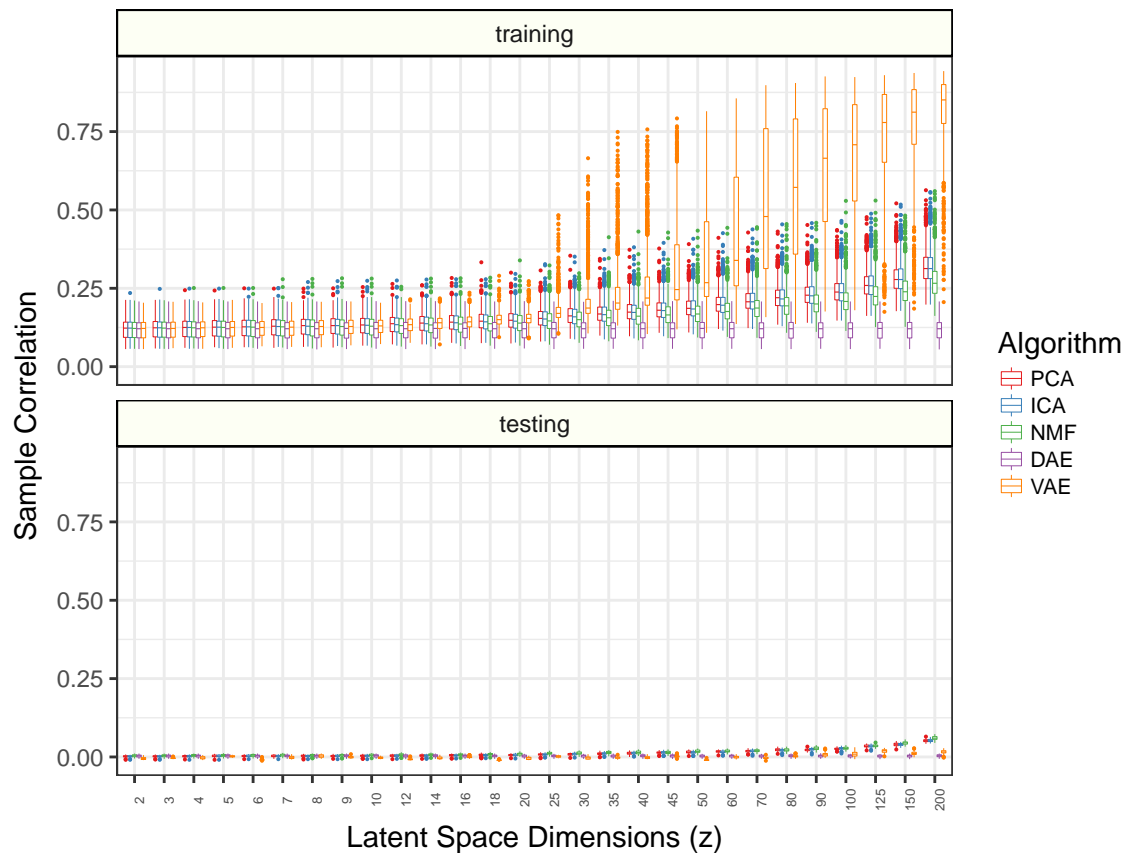 training
0.75
0.50
0.25
0.00
testing
0.75
0.50
0.25
0.00
Sample Correlation
2 3 4 5 6 7 8 9 10 12 14 16 18 20 25 30 35 40 45 50 60 70 80 90 100 125 150 200
Latent Space Dimensions (z)
Algorithm
PCA
ICA
NMF
DAE
VAE